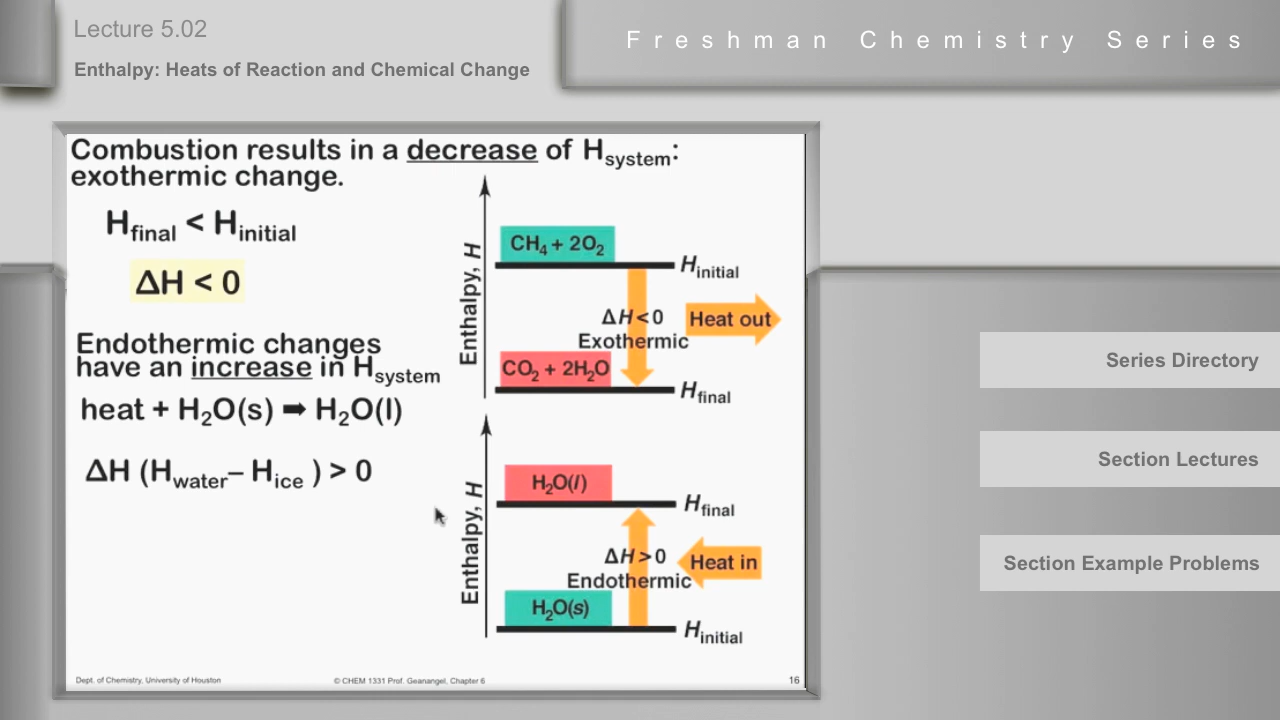 Lecture 5.02
Freshman Chemistry Series
Enthalpy: Heats of Reaction and Chemical Change
Combustion results in a decrease of Hsystem:
exothermic change.
Hfinal < Hinitial
ΔH < 0
Endothermic changes
have an increase in Hsystem
heat + H₂O(s) ➡ H₂O(l)
ΔH (Hwater– Hice ) > 0
Enthalpy, H
CH₄ + 2O₂
Hinitial
ΔH < 0
Exothermic
Heat out
CO₂ + 2H₂O
Hfinal
Enthalpy, H
H₂O(l)
Hfinal
ΔH > 0
Endothermic
Heat in
H₂O(s)
Hinitial
Dept. of Chemistry, University of Houston
© CHEM 1331 Prof. Geanangel, Chapter 6
16
Series Directory
Section Lectures
Section Example Problems